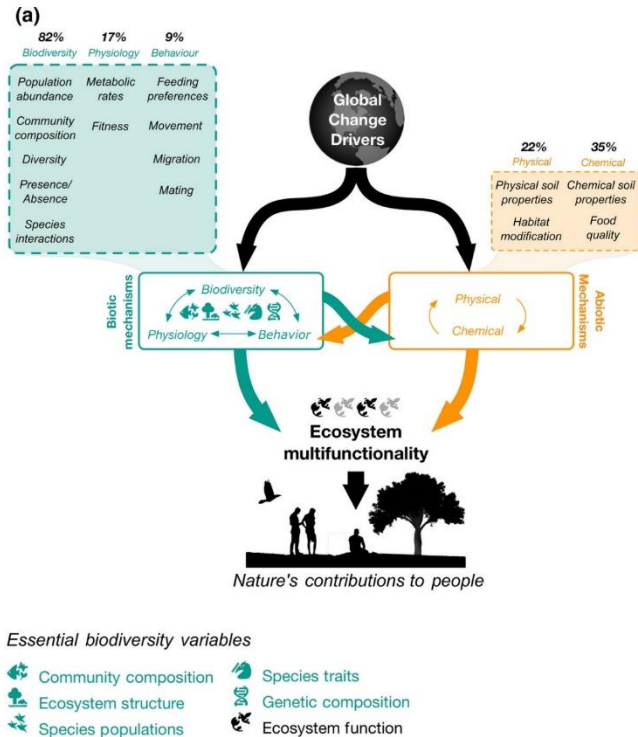 (a)
82% 17% 9%
Biodiversity Physiology Behaviour
Population abundance
Community composition
Diversity
Presence/ Absence
Species interactions
Metabolic rates
Fitness
Feeding preferences
Movement
Migration
Mating
Global
Change
Drivers
22% 35%
Physical Chemical
Physical soil properties
Habitat modification
Chemical soil properties
Food quality
Biotic mechanisms
Biodiversity
Physiology Behavior
Physical
Chemical
Abiotic Mechanisms
Ecosystem
multifunctionality
Nature's contributions to people
Essential biodiversity variables
Community composition
Ecosystem structure
Species populations
Species traits
Genetic composition
Ecosystem function